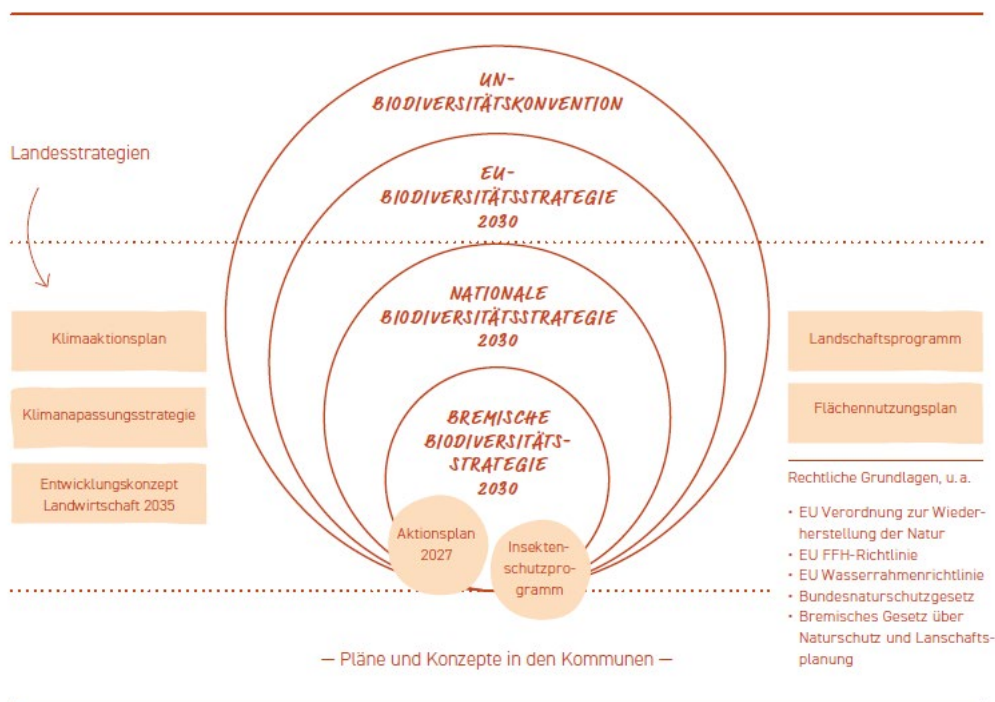 UN-
BIODIVERSITÄTSKONVENTION
EU-
BIODIVERSITÄTSSTRATEGIE
2030
NATIONALE
BIODIVERSITÄTSSTRATEGIE
2030
BREMISCHE
BIODIVERSITÄTS-
STRATEGIE
2030
Aktionsplan
2027
Insekten-
schutzpro-
gramm
Landesstrategien
Klimaaktionsplan
Klimanapassungsstrategie
Entwicklungskonzept
Landwirtschaft 2035
Landschaftsprogramm
Flächennutzungsplan
Rechtliche Grundlagen, u. a.
• EU Verordnung zur Wieder-
herstellung der Natur
• EU FFH-Richtlinie
• EU Wasserrahmenrichtlinie
• Bundesnaturschutzgesetz
• Bremisches Gesetz über
Naturschutz und Lanschafts-
planung
— Pläne und Konzepte in den Kommunen —